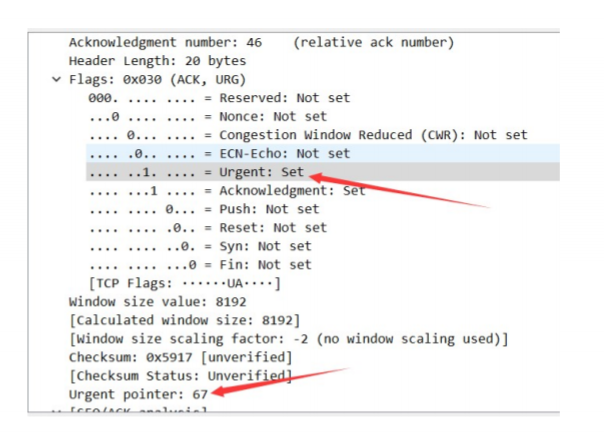 Acknowledgment number: 46 (relative ack number)
Header Length: 20 bytes
Flags: 0x030 (ACK, URG)
000. .... .... = Reserved: Not set
...0 .... .... = Nonce: Not set
.... 0... .... = Congestion Window Reduced (CWR): Not set
.... .0.. .... = ECN-Echo: Not set
.... ..1. .... = Urgent: Set
.... ...1 .... = Acknowledgment: Set
.... .... 0... = Push: Not set
.... .... .0.. = Reset: Not set
.... .... ..0. = Syn: Not set
.... .... ...0 = Fin: Not set
[TCP Flags: ······UA····]
Window size value: 8192
[Calculated window size: 8192]
[Window size scaling factor: -2 (no window scaling used)]
Checksum: 0x5917 [unverified]
[Checksum Status: Unverified]
Urgent pointer: 67
[SEQ/ACK analysis]